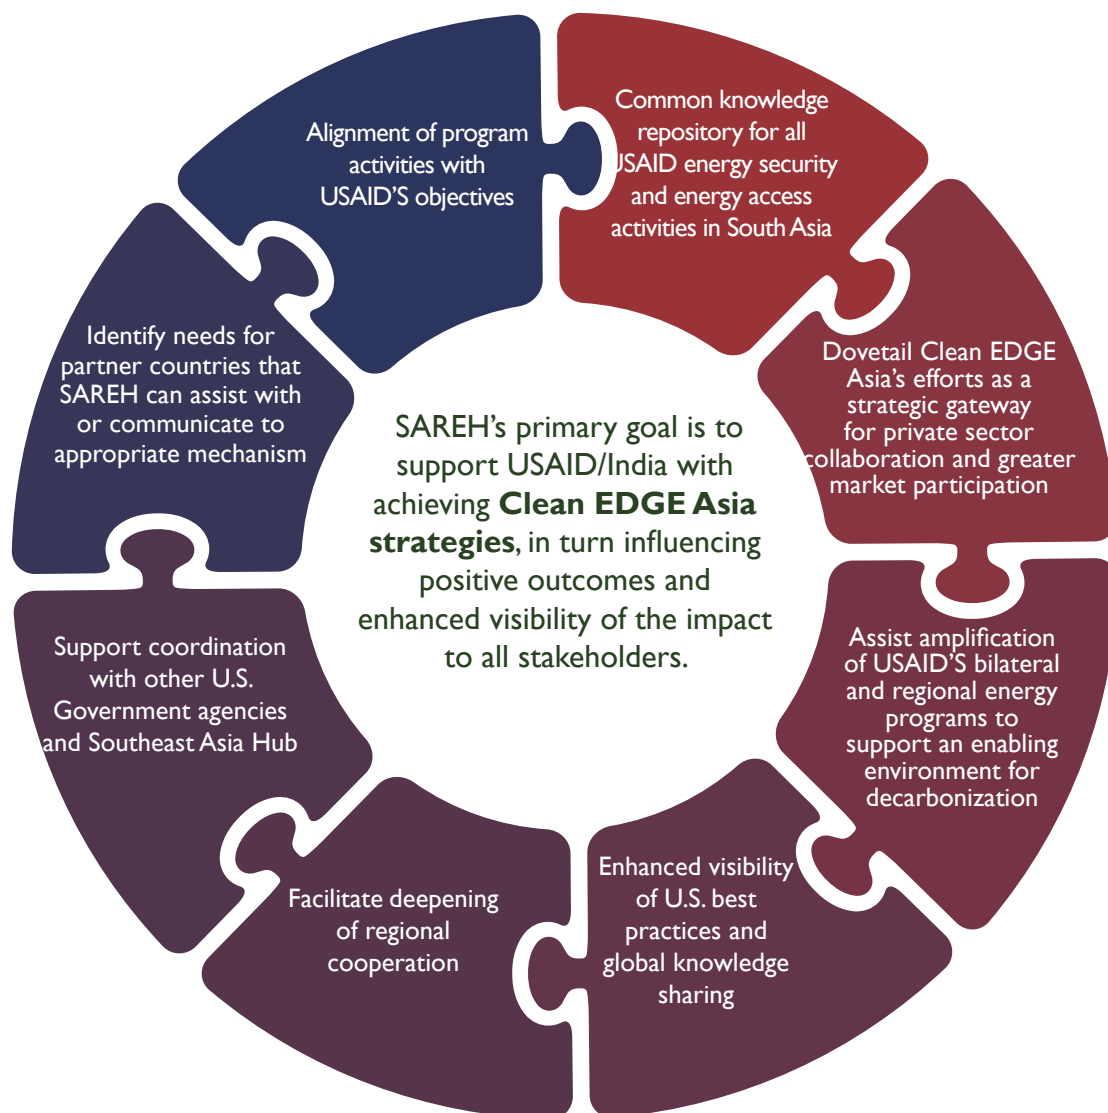 Alignment of program
activities with
USAID'S objectives
Common knowledge
repository for all
USAID energy security
and energy access
activities in South Asia
Dovetail Clean EDGE
Asia's efforts as a
strategic gateway
for private sector
collaboration and greater
market participation
Assist amplification
of USAID'S bilateral
and regional energy
programs to
support an enabling
environment for
decarbonization
Enhanced visibility
of U.S. best
practices and
global knowledge
sharing
Facilitate deepening
of regional
cooperation
Support coordination
with other U.S.
Government agencies
and Southeast Asia Hub
Identify needs for
partner countries that
SAREH can assist with
or communicate to
appropriate mechanism
SAREH's primary goal is to
support USAID/India with
achieving Clean EDGE Asia
strategies, in turn influencing
positive outcomes and
enhanced visibility of the impact
to all stakeholders.